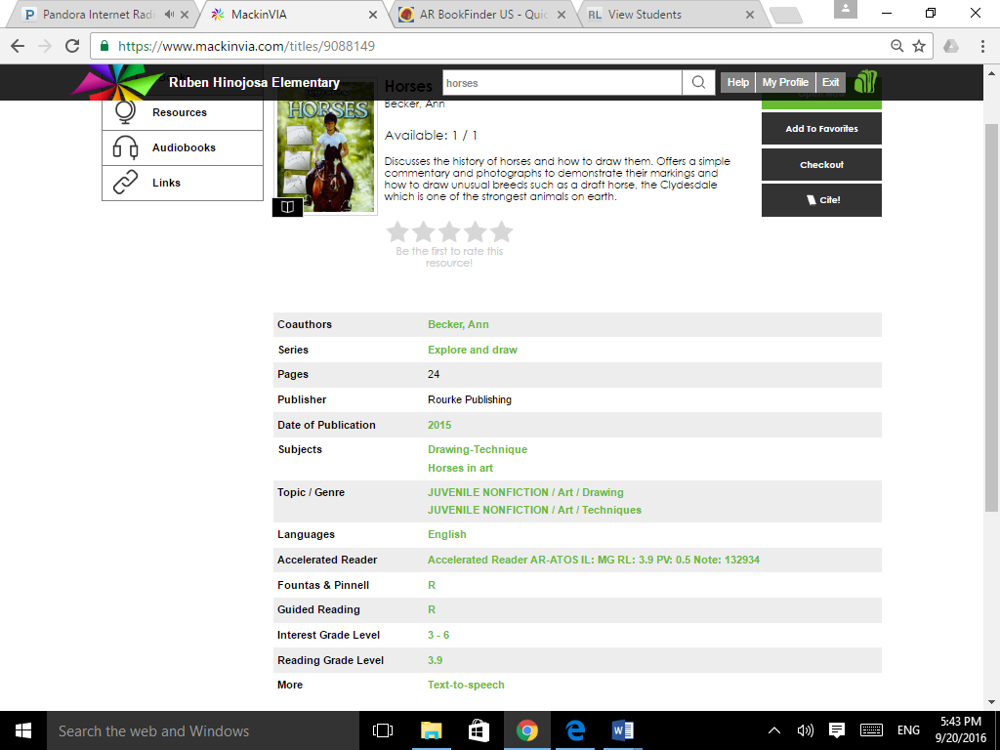 Pandora Internet Radi
MackinVIA
AR BookFinder US - Quic
RL View Students
https://www.mackinvia.com/titles/9088149
Ruben Hinojosa Elementary
horses
Help My Profile Exit
Resources
Audiobooks
Links
HORSES
Horses
Becker, Ann
Available: 1 / 1
Discusses the history of horses and how to draw them. Offers a simple
commentary and photographs to demonstrate their markings and
how to draw unusual breeds such as a draft horse, the Clydesdale
which is one of the strongest animals on earth.
Be the first to rate this
resource!
Add To Favorites
Checkout
Cite!
Coauthors Becker, Ann
Series Explore and draw
Pages 24
Publisher Rourke Publishing
Date of Publication 2015
Subjects Drawing-Technique
Horses in art
Topic / Genre JUVENILE NONFICTION / Art / Drawing
JUVENILE NONFICTION / Art / Techniques
Languages English
Accelerated Reader Accelerated Reader AR-ATOS IL: MG RL: 3.9 PV: 0.5 Note: 132934
Fountas & Pinnell R
Guided Reading R
Interest Grade Level 3 - 6
Reading Grade Level 3.9
More Text-to-speech
Search the web and Windows
ENG
5:43 PM
9/20/2016